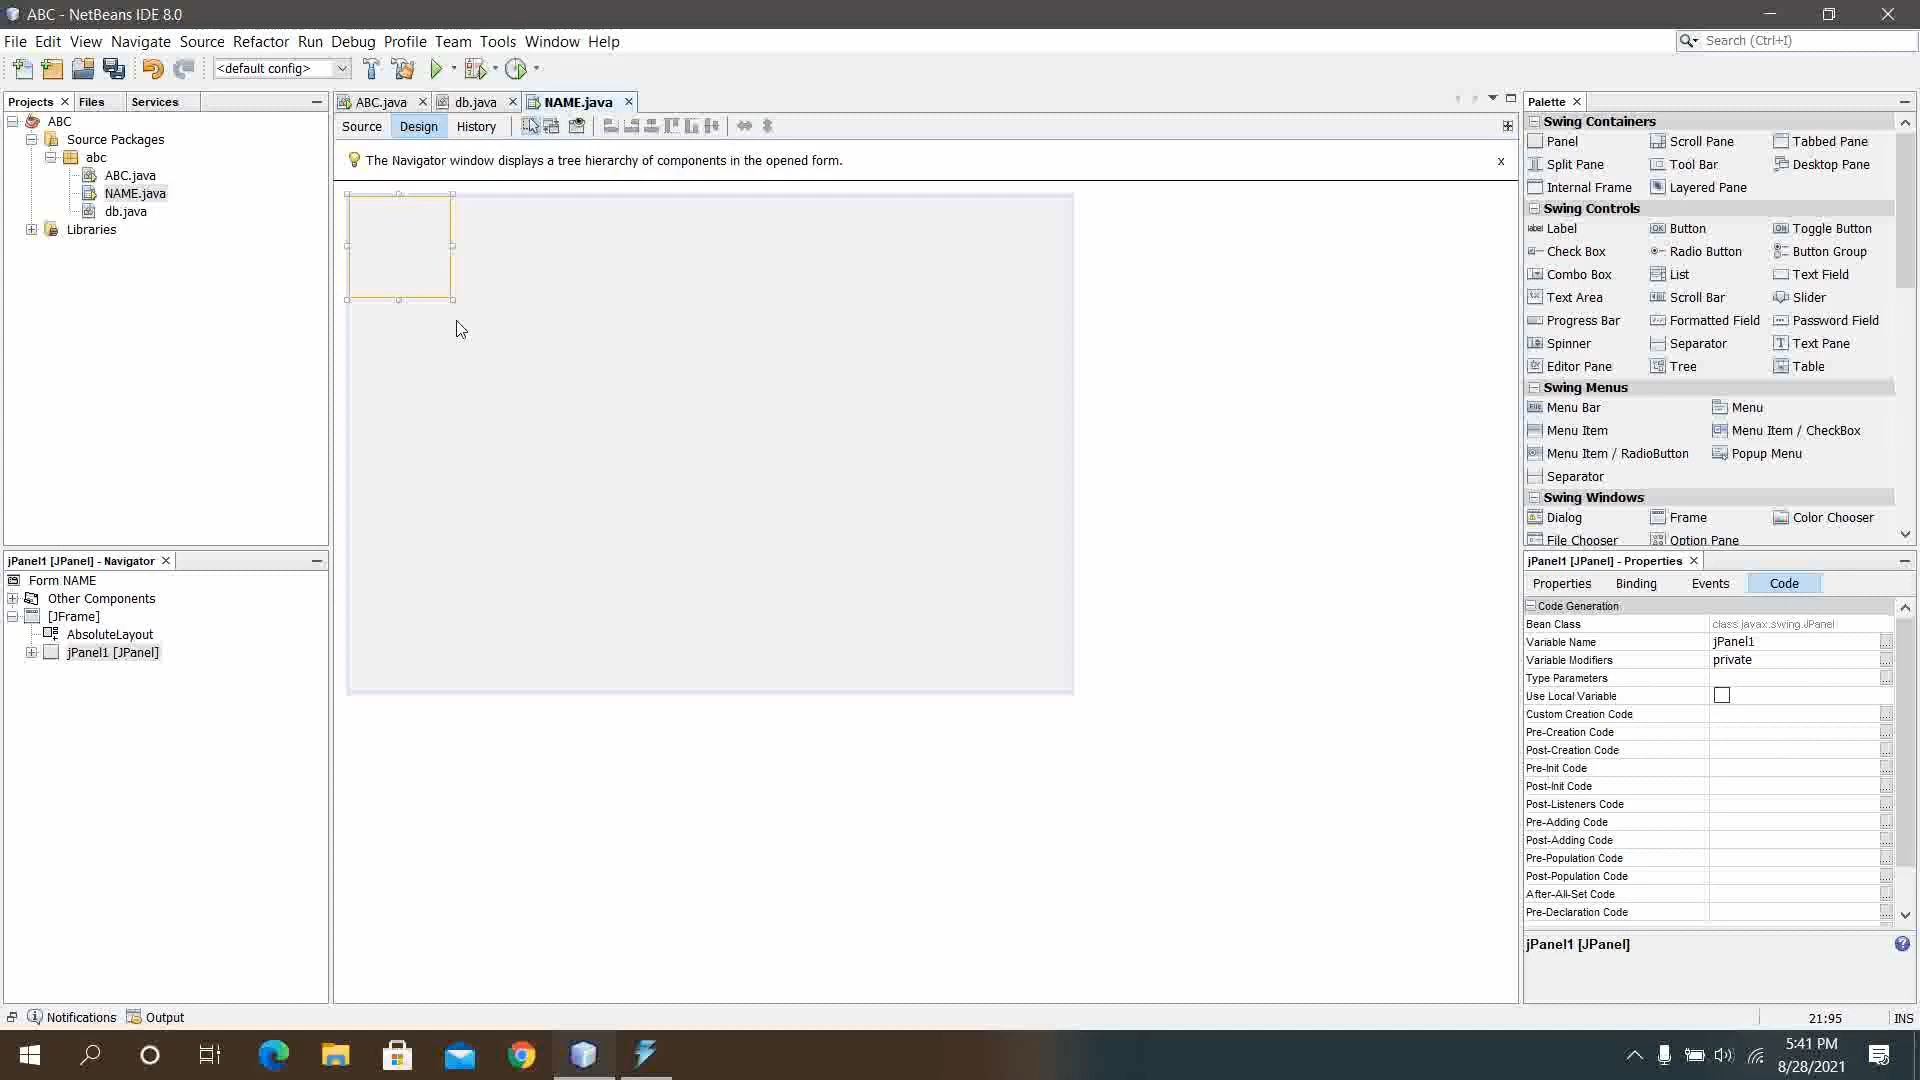 ABC - NetBeans IDE 8.0
File Edit View Navigate Source Refactor Run Debug Profile Team Tools Window Help
Search (Ctrl+I)
<default config>
Projects Files Services
ABC
Source Packages
abc
ABC.java
NAME.java
db.java
Libraries
ABC.java db.java NAME.java
Source Design History
The Navigator window displays a tree hierarchy of components in the opened form.
x
Palette
Swing Containers
Panel Scroll Pane Tabbed Pane
Split Pane Tool Bar Desktop Pane
Internal Frame Layered Pane
Swing Controls
label Label OK Button ON Toggle Button
Check Box Radio Button Button Group
Combo Box List Text Field
Text Area Scroll Bar Slider
Progress Bar Formatted Field Password Field
Spinner Separator Text Pane
Editor Pane Tree Table
Swing Menus
Menu Bar Menu
Menu Item Menu Item / CheckBox
Menu Item / RadioButton Popup Menu
Separator
Swing Windows
Dialog Frame Color Chooser
File Chooser Option Pane
jPanel1 [JPanel] - Navigator
Form NAME
Other Components
[JFrame]
AbsoluteLayout
jPanel1 [JPanel]
jPanel1 [JPanel] - Properties
Properties Binding Events Code
Code Generation
Bean Class class javax.swing.JPanel
Variable Name jPanel1
Variable Modifiers private
Type Parameters
Use Local Variable
Custom Creation Code
Pre-Creation Code
Post-Creation Code
Pre-Init Code
Post-Init Code
Post-Listeners Code
Pre-Adding Code
Post-Adding Code
Pre-Population Code
Post-Population Code
After-All-Set Code
Pre-Declaration Code
jPanel1 [JPanel]
Notifications Output
21:95 INS
5:41 PM
8/28/2021